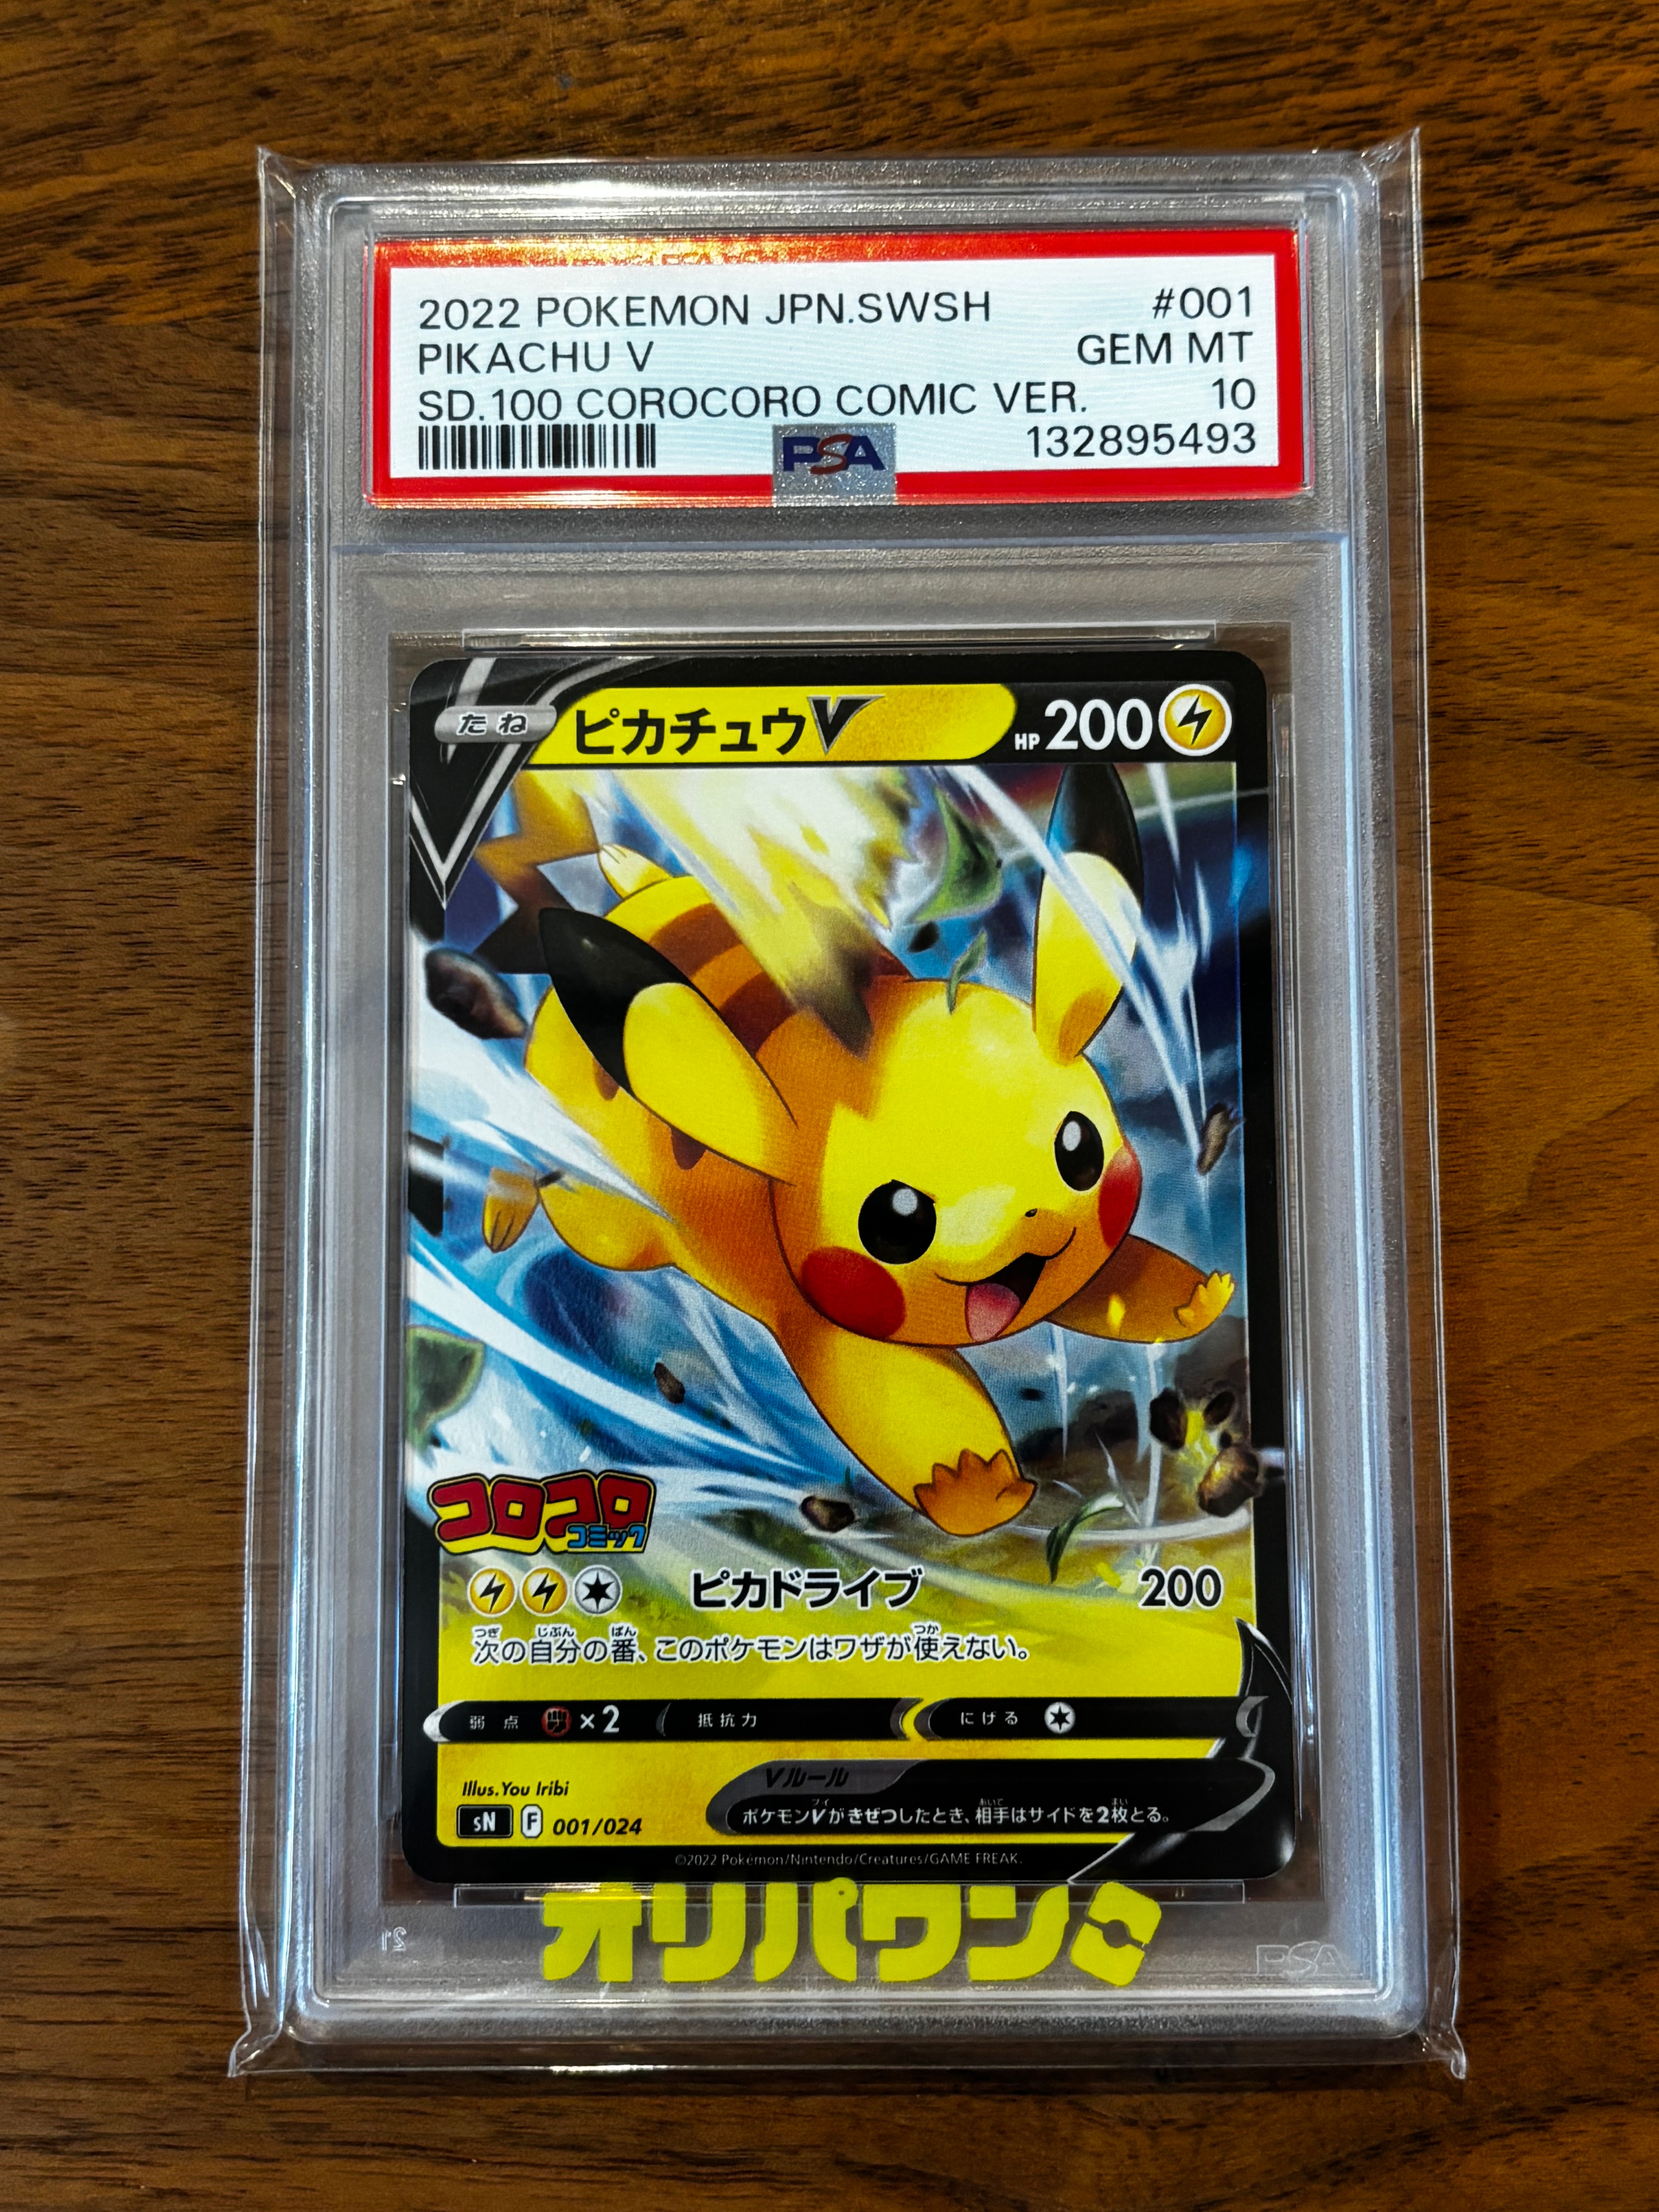 2022 POKEMON JPN.SWSH #001
PIKACHU V GEM MT
SD.100 COROCORO COMIC VER. 10
PSA 132895493
たね ピカチュウV HP 200
コロコロ
コミック
ピカドライブ 200
次の自分の番、このポケモンはワザが使えない。
弱点 ×2 抵抗力 にげる
Vルール
ポケモンVがきぜつしたとき、相手はサイドを2枚とる。
Illus. You Iribi
sN F 001/024
©2022 Pokémon/Nintendo/Creatures/GAME FREAK.
オリパワン
PSA